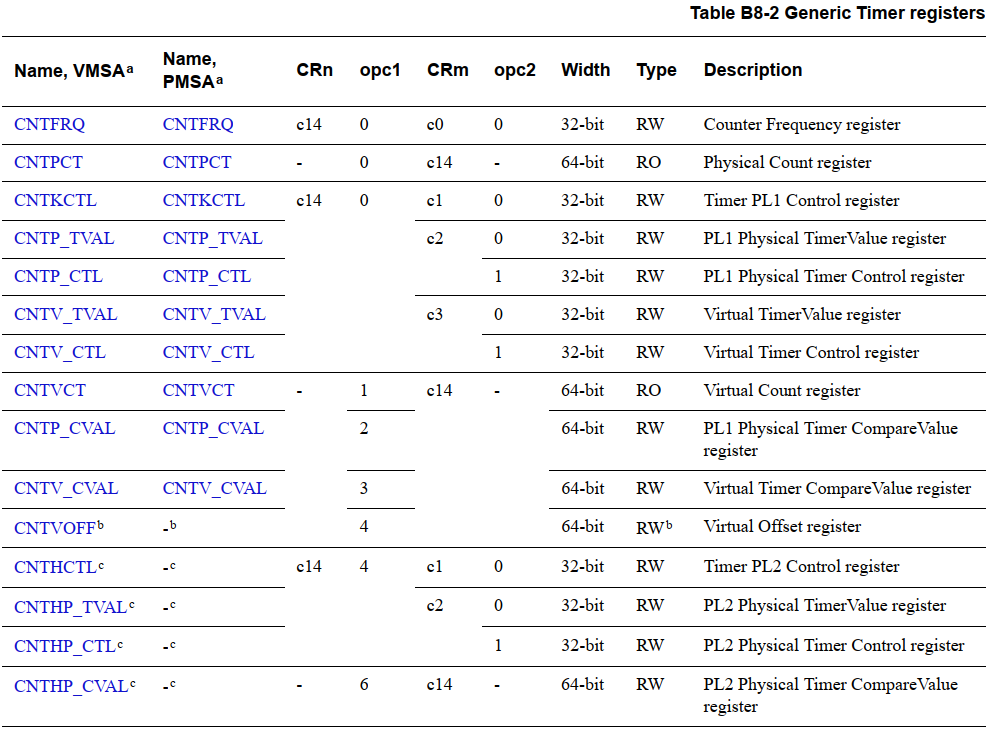 Table B8-2 Generic Timer registers
Name, VMSAa Name, PMSAa CRn opc1 CRm opc2 Width Type Description
CNTFRQ CNTFRQ c14 0 c0 0 32-bit RW Counter Frequency register
CNTPCT CNTPCT - 0 c14 - 64-bit RO Physical Count register
CNTKCTL CNTKCTL c14 0 c1 0 32-bit RW Timer PL1 Control register
CNTP_TVAL CNTP_TVAL c2 0 32-bit RW PL1 Physical TimerValue register
CNTP_CTL CNTP_CTL 1 32-bit RW PL1 Physical Timer Control register
CNTV_TVAL CNTV_TVAL c3 0 32-bit RW Virtual TimerValue register
CNTV_CTL CNTV_CTL 1 32-bit RW Virtual Timer Control register
CNTVCT CNTVCT - 1 c14 - 64-bit RO Virtual Count register
CNTP_CVAL CNTP_CVAL 2 64-bit RW PL1 Physical Timer CompareValue
register
CNTV_CVAL CNTV_CVAL 3 64-bit RW Virtual Timer CompareValue register
CNTVOFFb -b 4 64-bit RWb Virtual Offset register
CNTHCTLc -c c14 4 c1 0 32-bit RW Timer PL2 Control register
CNTHP_TVALc -c c2 0 32-bit RW PL2 Physical TimerValue register
CNTHP_CTLc -c 1 32-bit RW PL2 Physical Timer Control register
CNTHP_CVALc -c - 6 c14 - 64-bit RW PL2 Physical Timer CompareValue
register